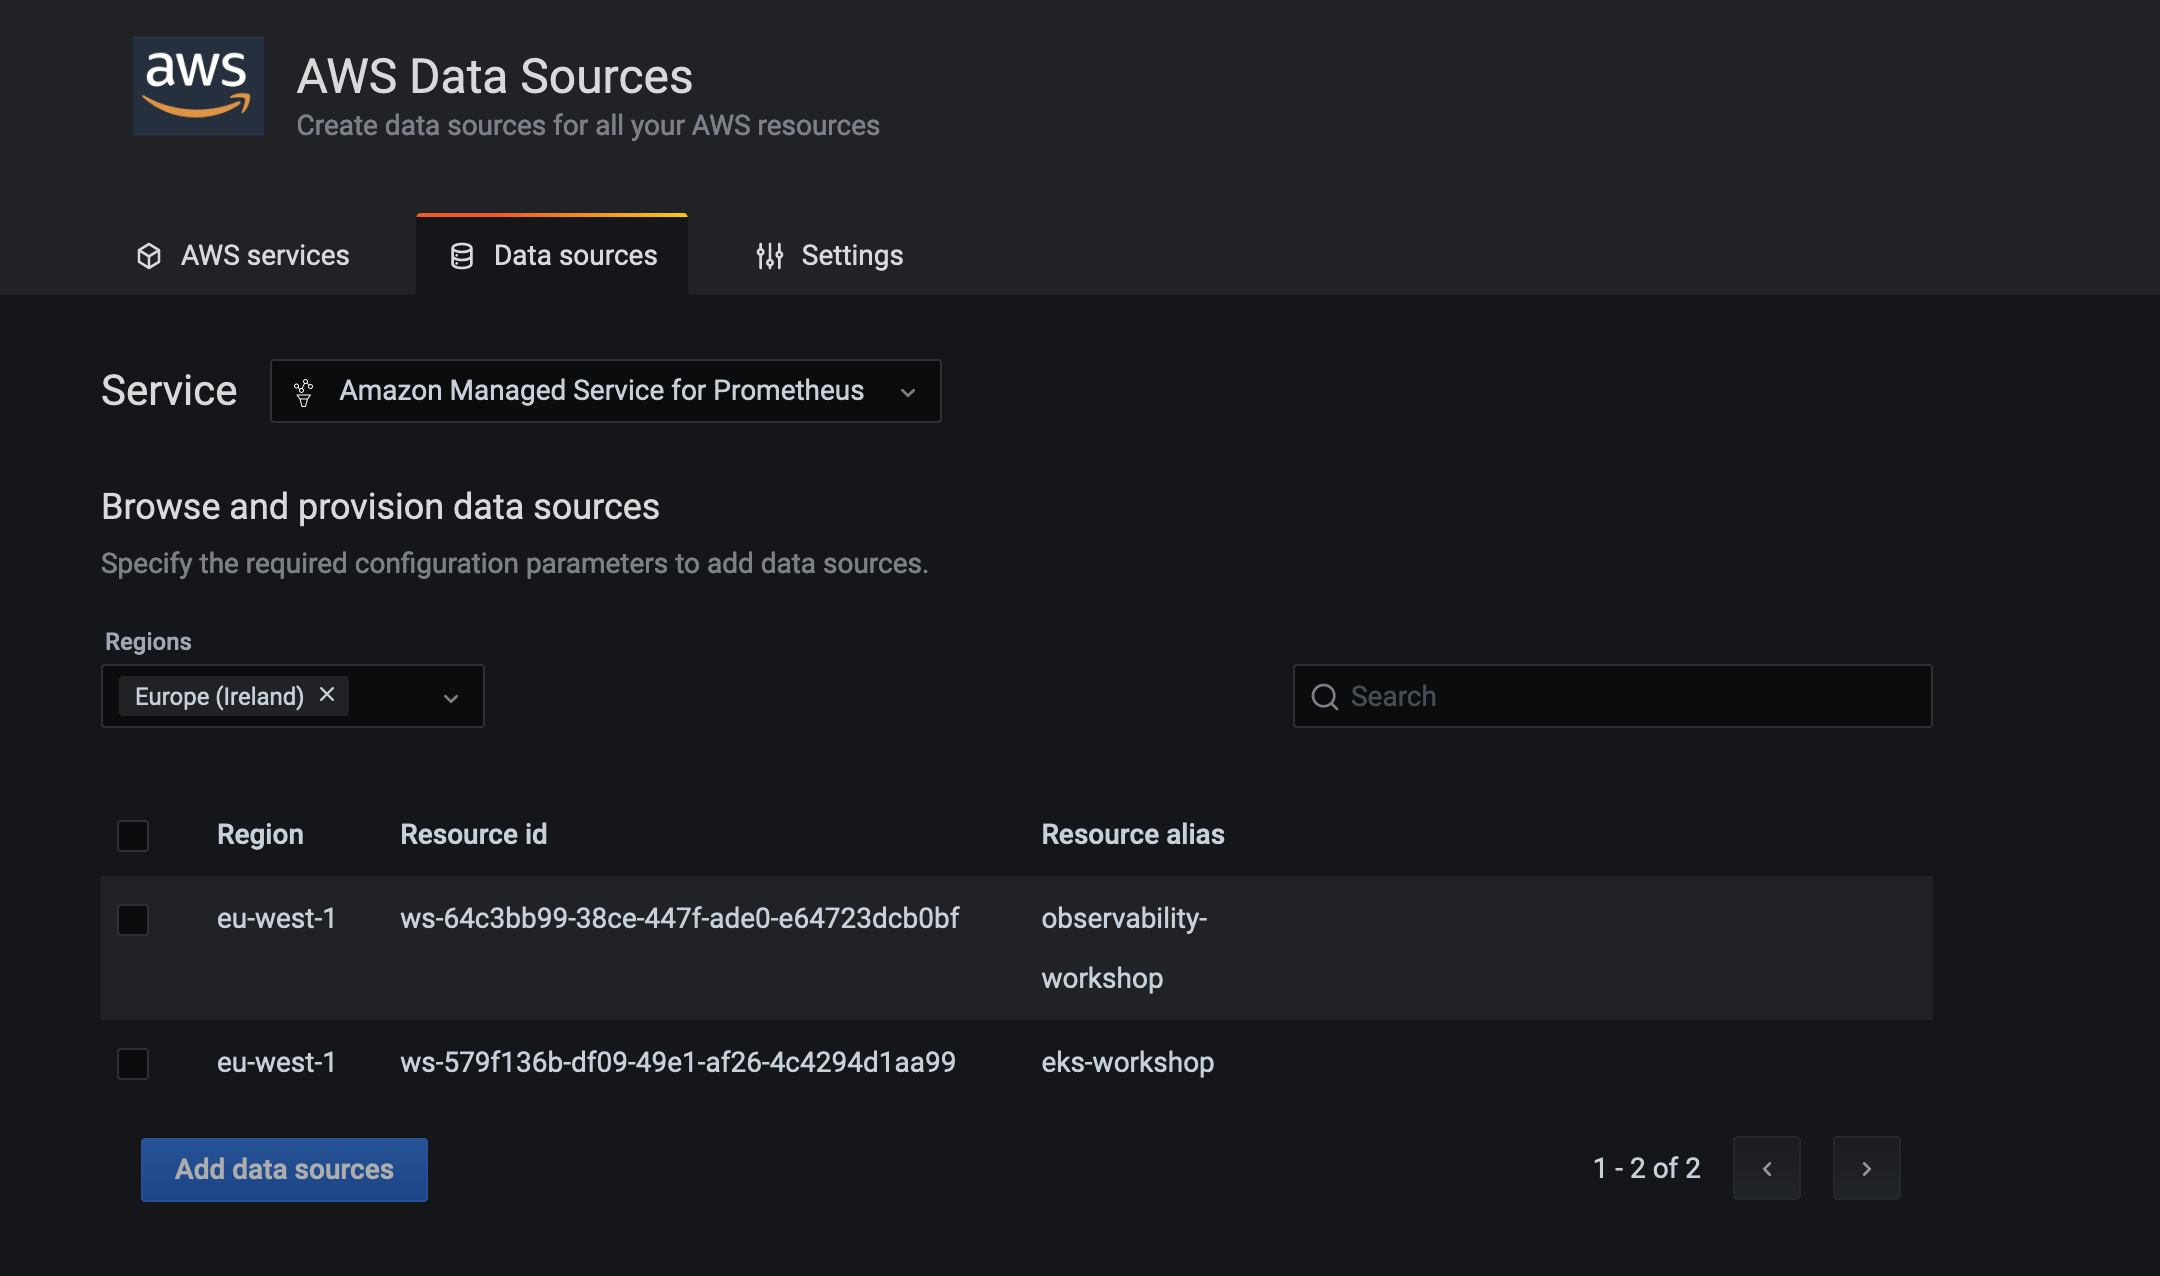 aws
AWS Data Sources
Create data sources for all your AWS resources
AWS services
Data sources
Settings
Service
Amazon Managed Service for Prometheus
Browse and provision data sources
Specify the required configuration parameters to add data sources.
Regions
Europe (Ireland)
Search
Region Resource id Resource alias
eu-west-1 ws-64c3bb99-38ce-447f-ade0-e64723dcb0bf observability-
workshop
eu-west-1 ws-579f136b-df09-49e1-af26-4c4294d1aa99 eks-workshop
Add data sources
1 - 2 of 2